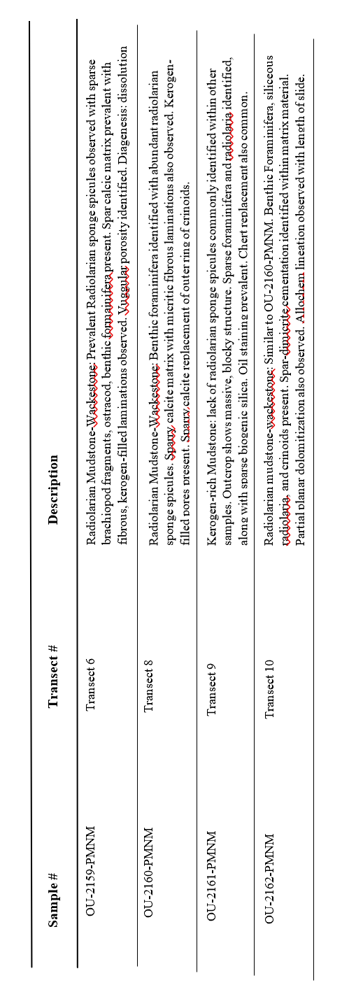 Sample # Transect # Description
OU-2159-PMNM Transect 6 Radiolarian Mudstone-Wackestone: Prevalent Radiolarian sponge spicules observed with sparse
brachiopod fragments, ostracod, benthic formainifera present. Spar calcic matrix prevalent with
fibrous, kerogen-filled laminations observed. Vuggular porosity identified. Diagenesis: dissolution
OU-2160-PMNM Transect 8 Radiolarian Mudstone-Wackestone: Benthic foraminifera identified with abundant radiolarian
sponge spicules. Sparry calcite matrix with micritic fibrous laminations also observed. Kerogen-
filled pores present. Sparry calcite replacement of outer ring of crinoids.
OU-2161-PMNM Transect 9 Kerogen-rich Mudstone: lack of radiolarian sponge spicules commonly identified within other
samples. Outcrop shows massive, blocky structure. Sparse foraminifera and radiolaria identified,
along with sparse biogenic silica. Oil staining prevalent. Chert replacement also common.
OU-2162-PMNM Transect 10 Radiolarian mudstone-wackestone: Similar to OU-2160-PMNM. Benthic Foraminifera, siliceous
radiolaria, and crinoids present. Spar-dimicrite cementation identified within matrix material.
Partial planar dolomitization also observed. Allochem lineation observed with length of slide.